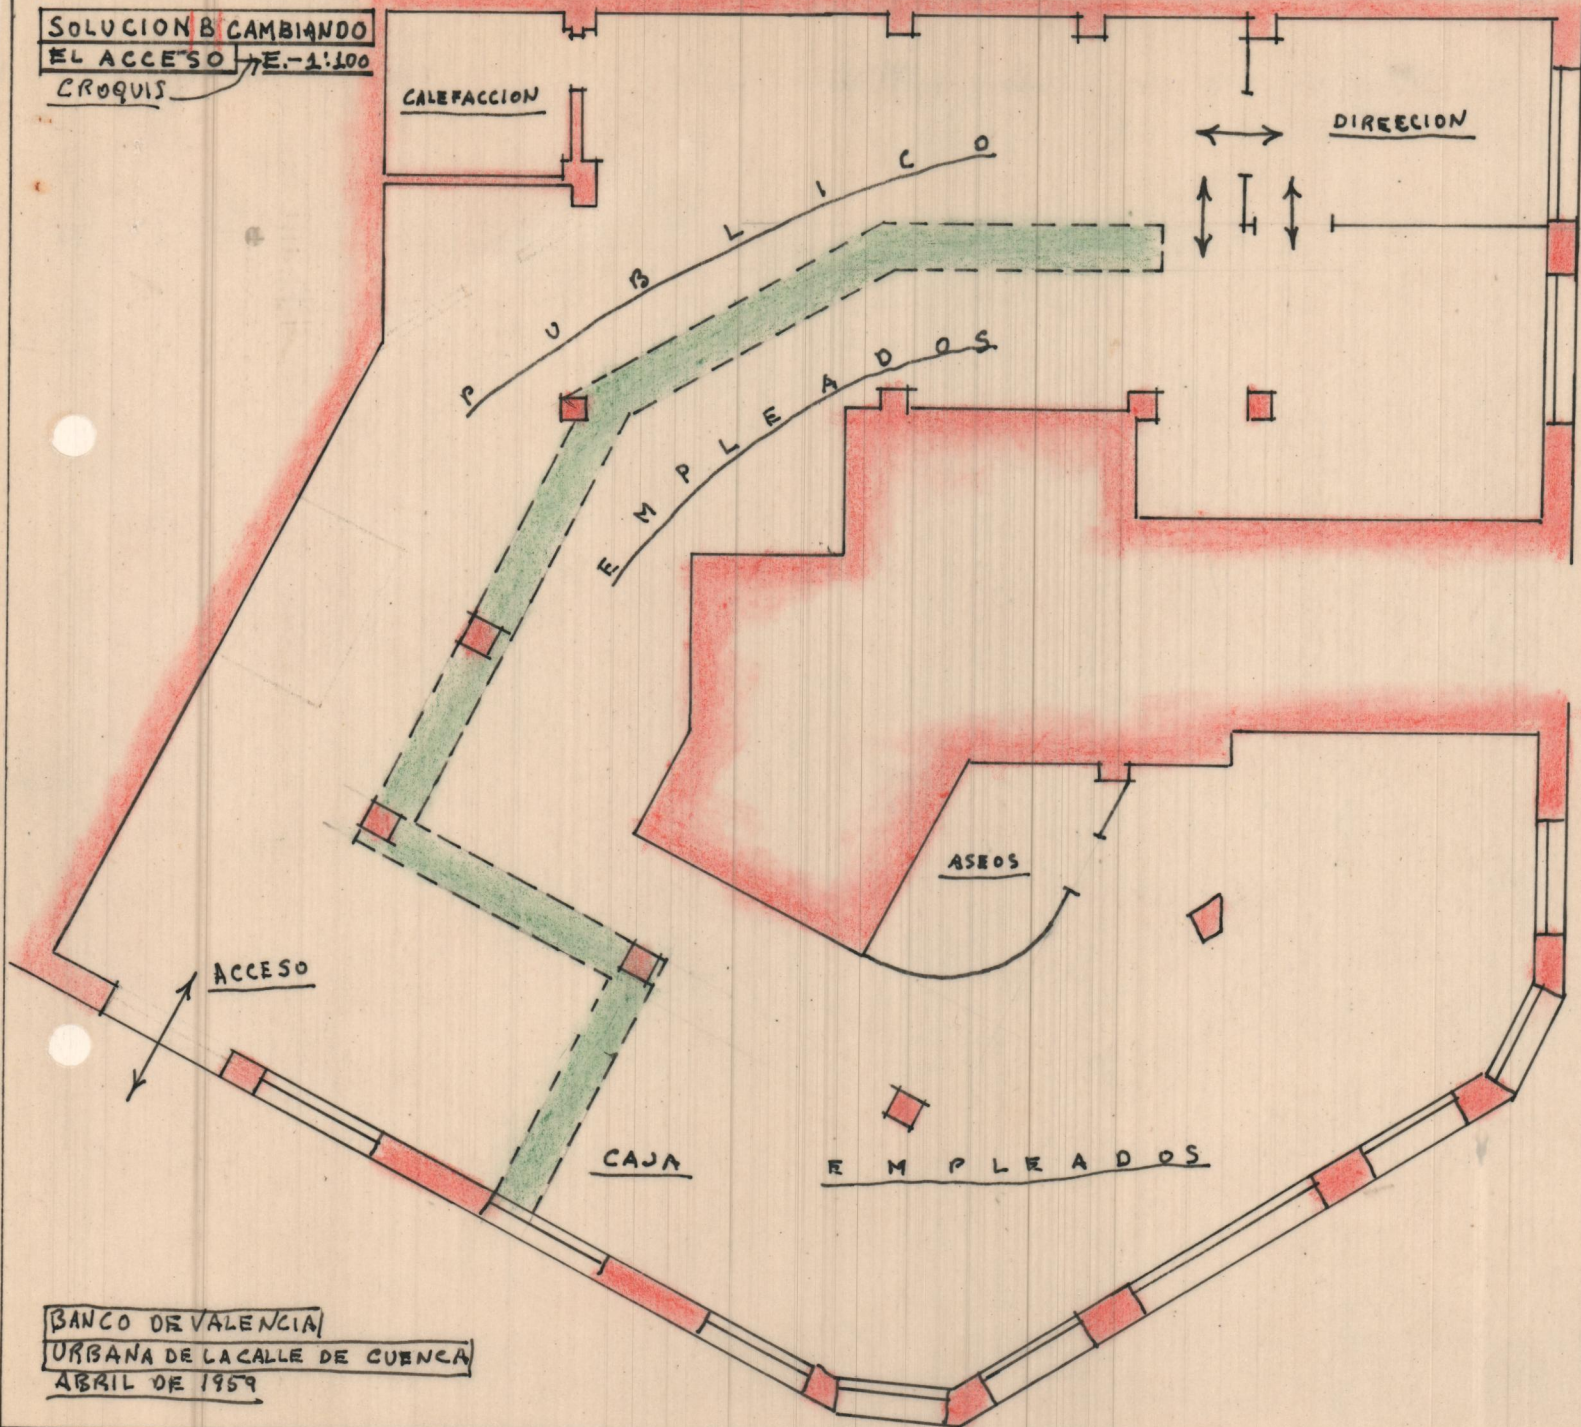 SOLUCION B CAMBIANDO
EL ACCESO E.-1:100
CROQUIS
CALEFACCION
DIREECION
PUBLICO
EMPLEADOS
ASEOS
ACCESO
CAJA
EMPLEADOS
BANCO DE VALENCIA
URBANA DE LA CALLE DE CUENCA
ABRIL DE 1959